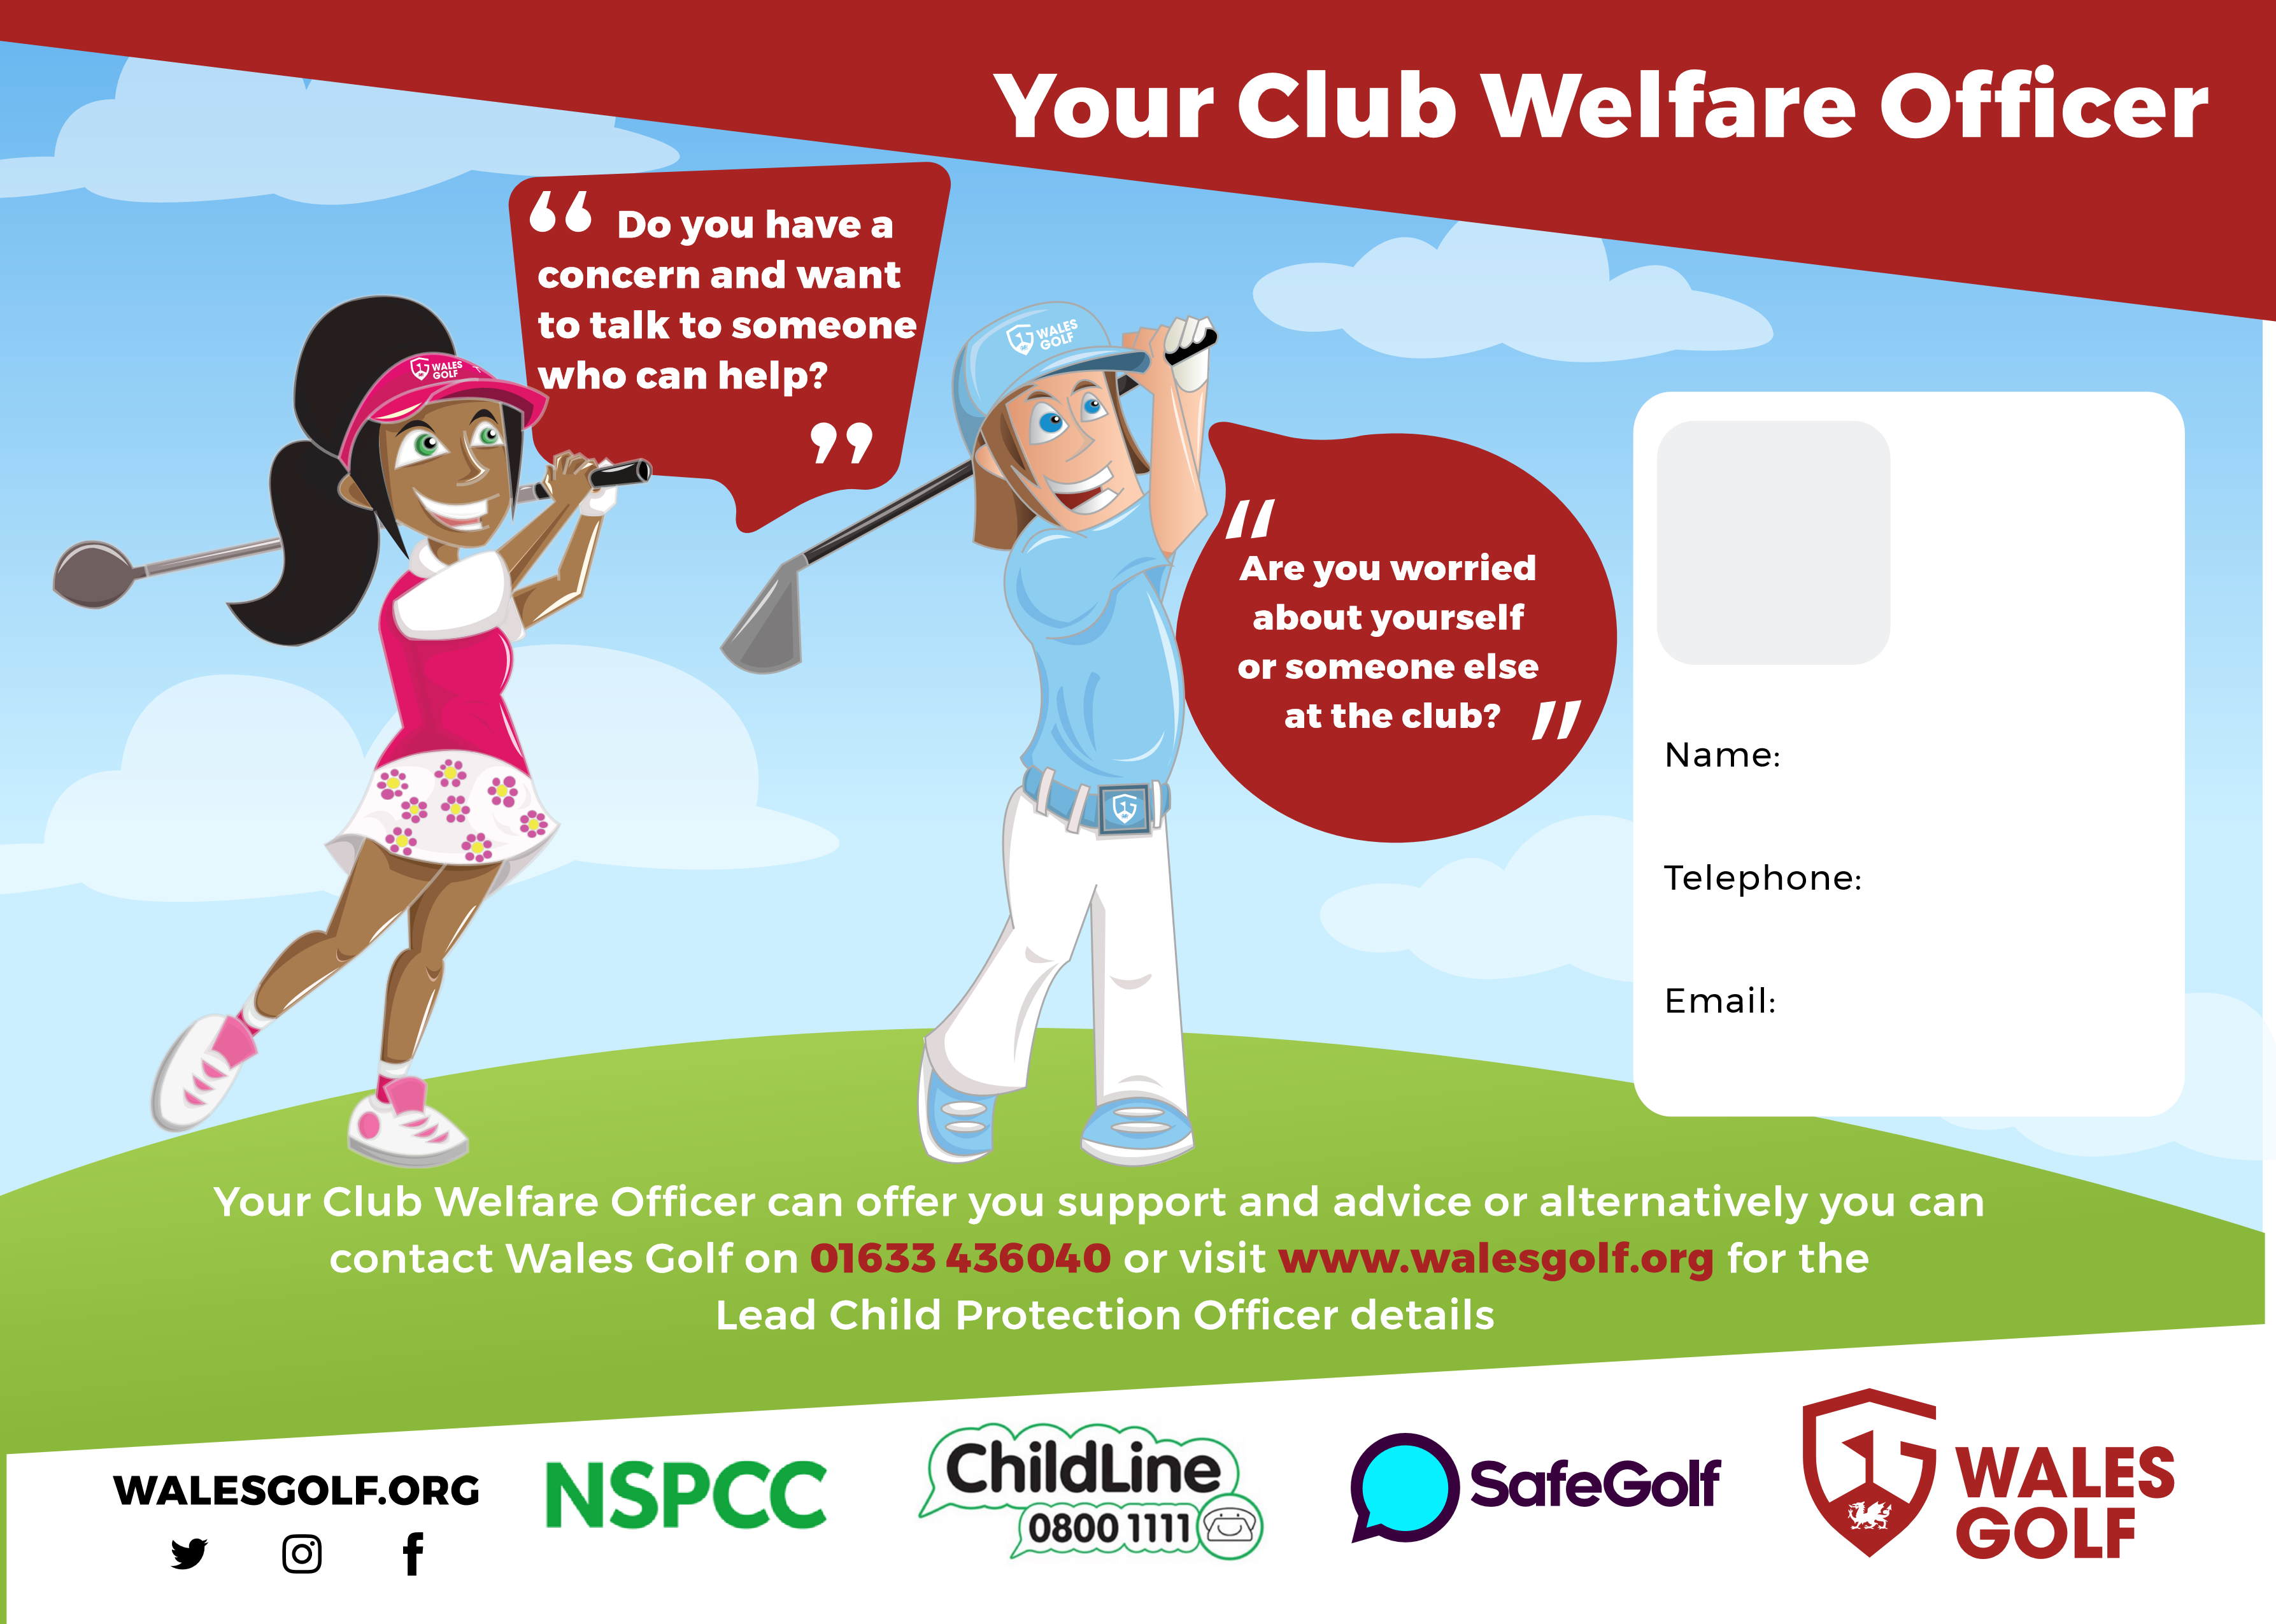 Your Club Welfare Officer
“ Do you have a
concern and want
to talk to someone
who can help?
”
WALES
GOLF
WALES
GOLF
“
Are you worried
about yourself
or someone else
at the club? ”
Name:
Telephone:
Email:
Your Club Welfare Officer can offer you support and advice or alternatively you can
contact Wales Golf on 01633 436040 or visit www.walesgolf.org for the
Lead Child Protection Officer details
WALESGOLF.ORG
NSPCC
ChildLine
0800 1111
SafeGolf
WALES
GOLF